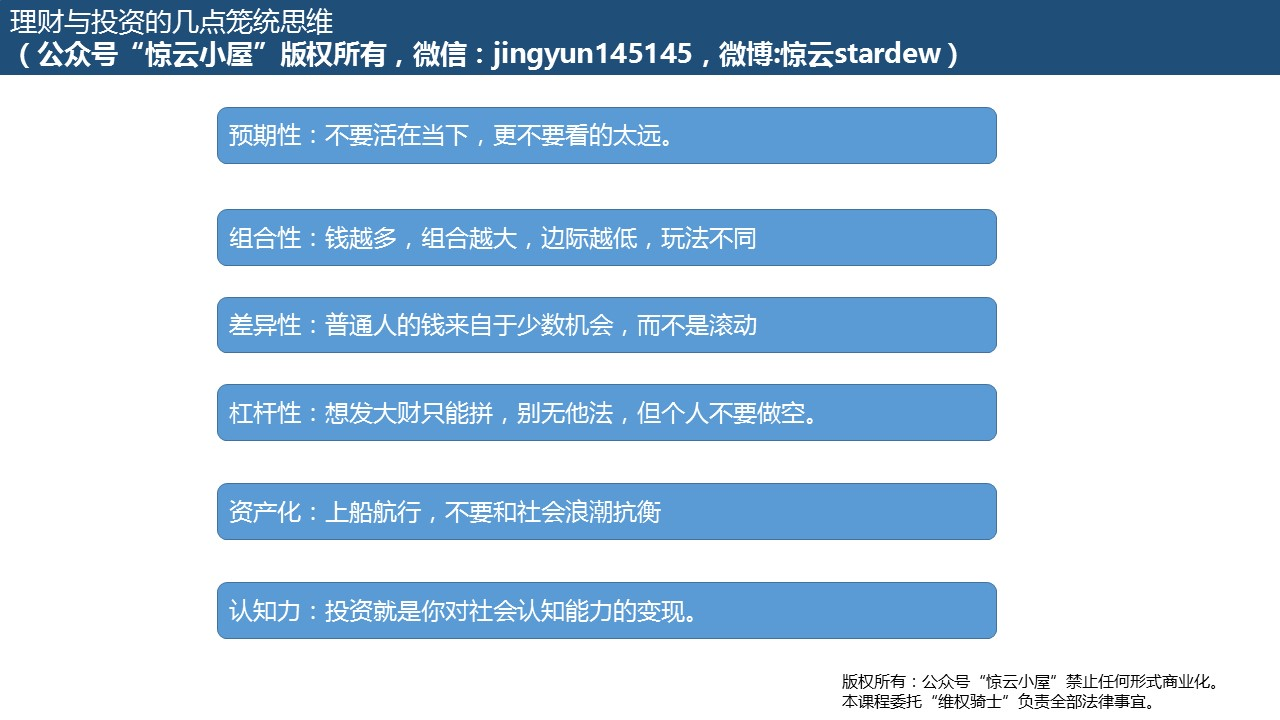 理财与投资的几点笼统思维
（公众号“惊云小屋”版权所有，微信：jingyun145145，微博:惊云stardew）
预期性：不要活在当下，更不要看的太远。
组合性：钱越多，组合越大，边际越低，玩法不同
差异性：普通人的钱来自于少数机会，而不是滚动
杠杆性：想发大财只能拼，别无他法，但个人不要做空。
资产化：上船航行，不要和社会浪潮抗衡
认知力：投资就是你对社会认知能力的变现。
版权所有：公众号“惊云小屋”禁止任何形式商业化。
本课程委托“维权骑士”负责全部法律事宜。